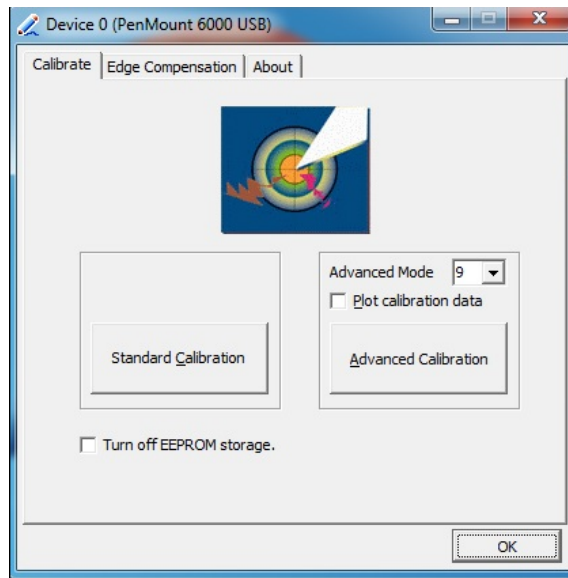 Device 0 (PenMount 6000 USB)
Calibrate Edge Compensation About
Advanced Mode 9
Plot calibration data
Standard Calibration Advanced Calibration
Turn off EEPROM storage.
OK